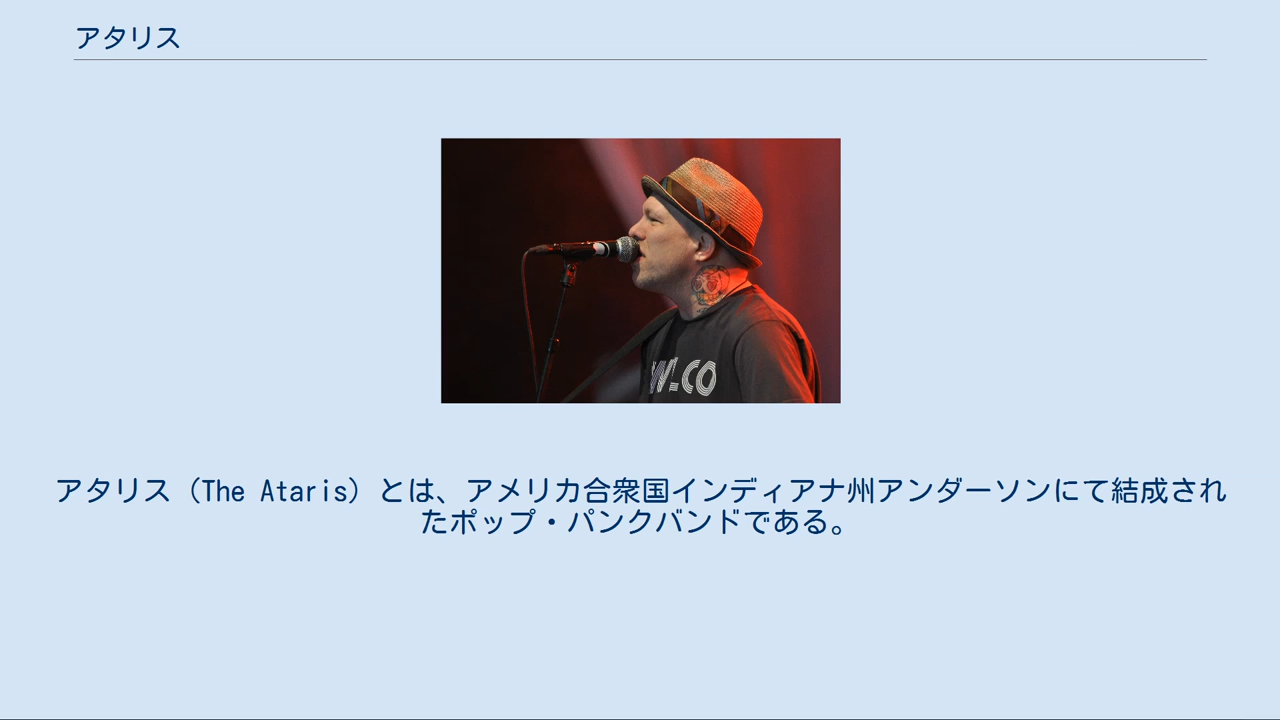 アタリス
アタリス（The Ataris）とは、アメリカ合衆国インディアナ州アンダーソンにて結成され
たポップ・パンクバンドである。